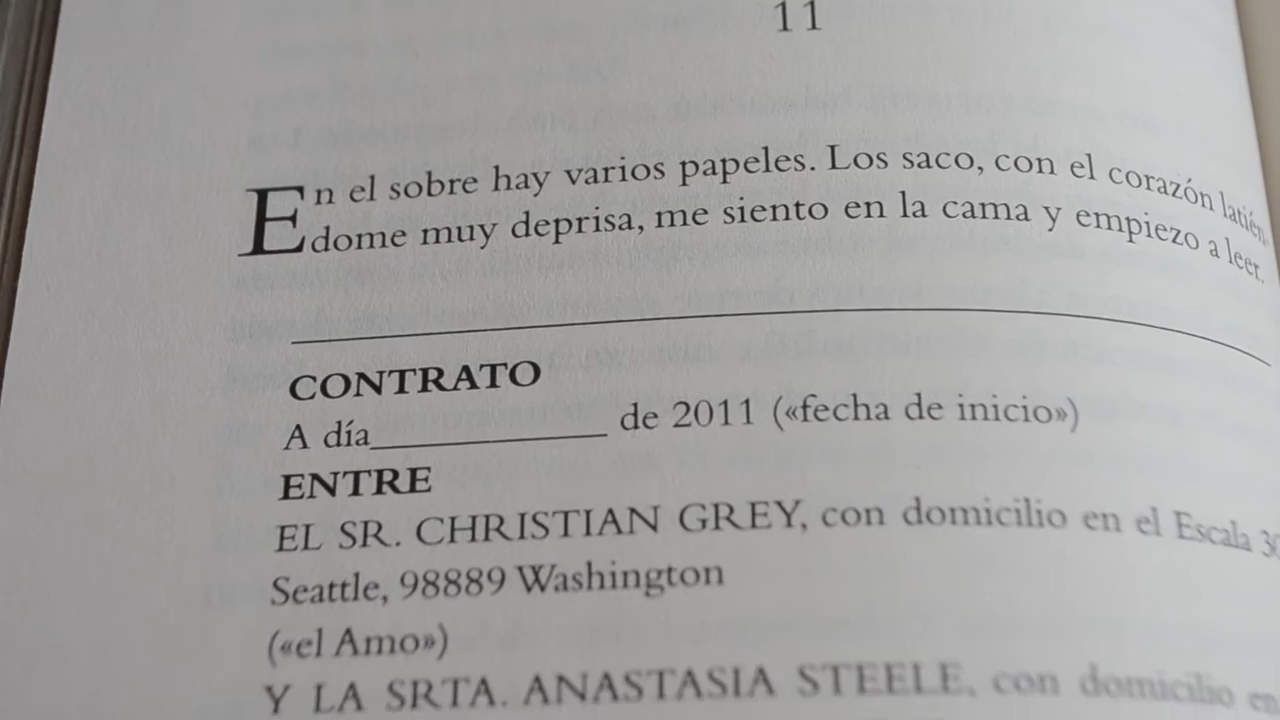 11
En el sobre hay varios papeles. Los saco, con el corazón latién-
dome muy deprisa, me siento en la cama y empiezo a leer.
CONTRATO
A día__________ de 2011 («fecha de inicio»)
ENTRE
EL SR. CHRISTIAN GREY, con domicilio en el Escala
Seattle, 98889 Washington
(«el Amo»)
Y LA SRTA. ANASTASIA STEELE, con domicilio en